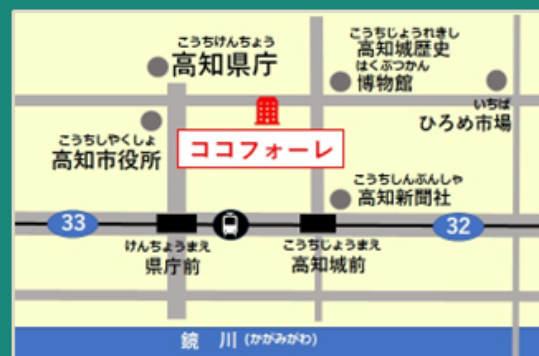 こうちけんちょう
高知県庁
こうちじょうれきし
高知城歴史
はくぶつかん
博物館
いちば
ひろめ市場
こうちしやくしょ
高知市役所
ココフォーレ
こうちしんぶんしゃ
高知新聞社
33
32
けんちょうまえ
県庁前
こうちじょうまえ
高知城前
鏡 川 (かがみがわ)